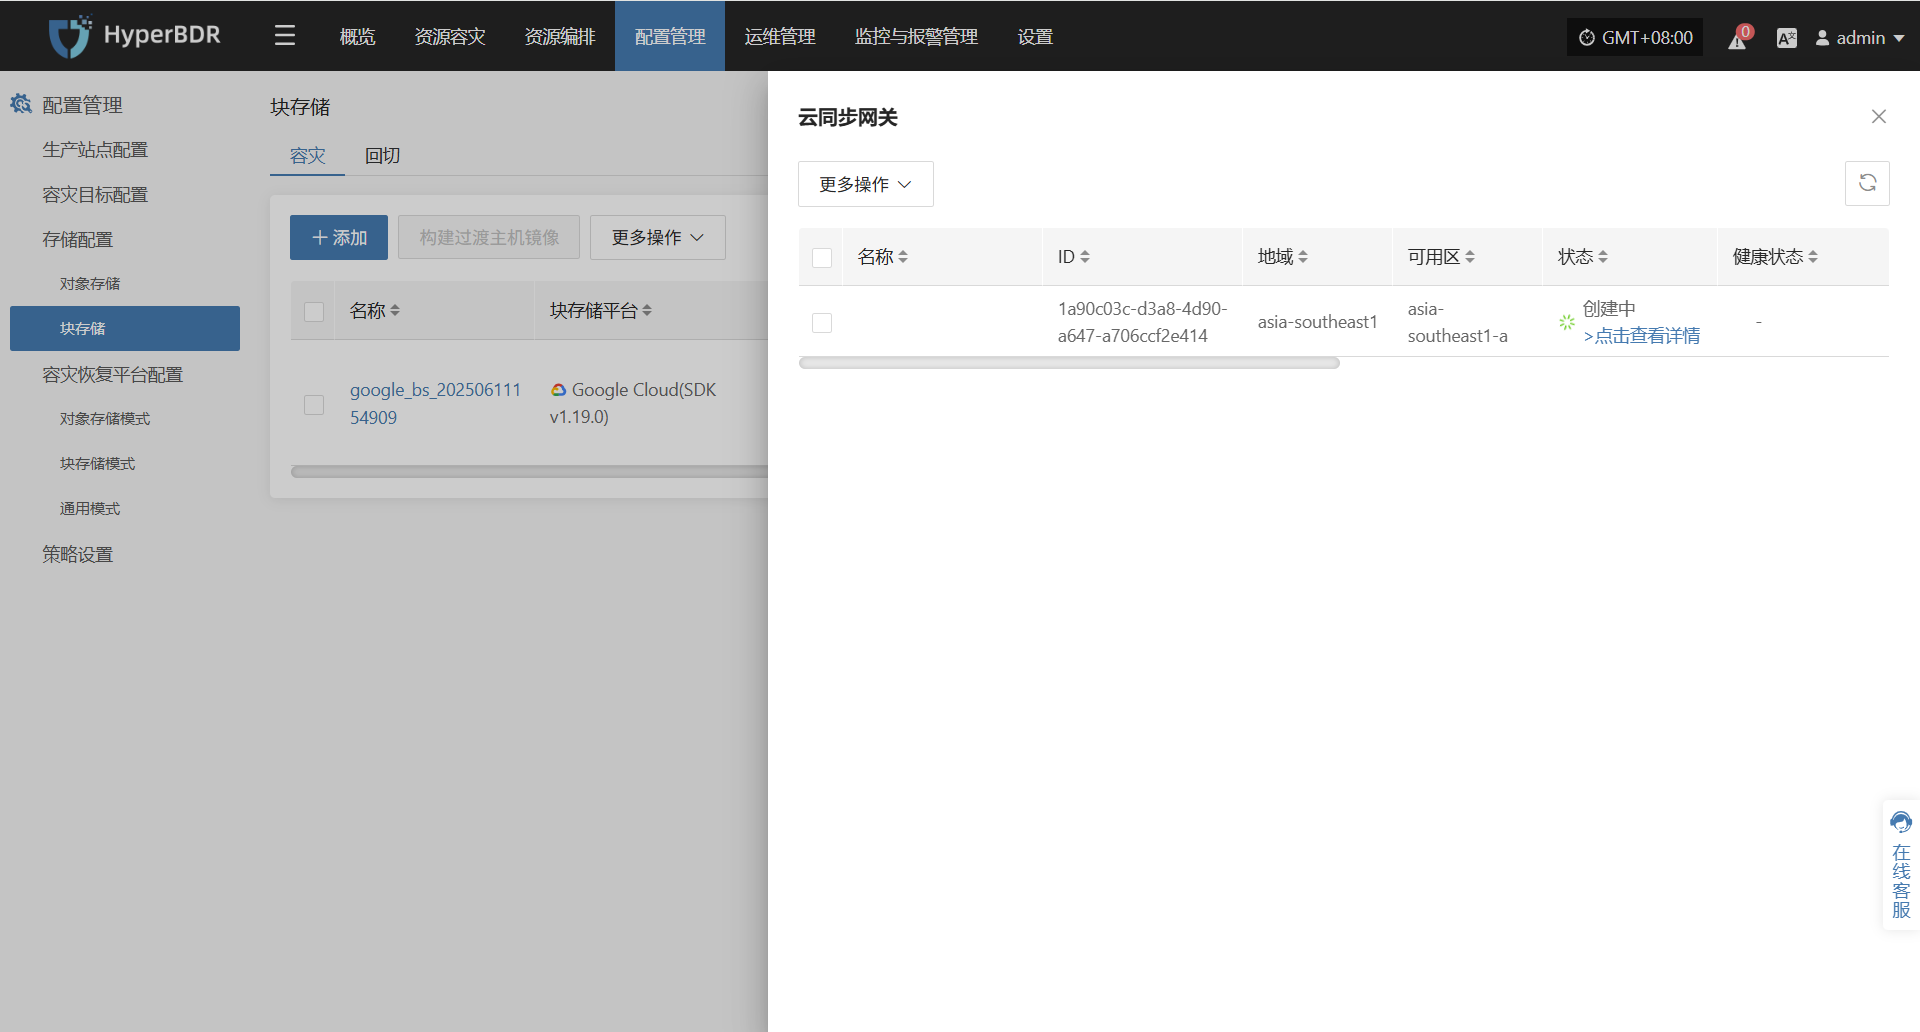 HyperBDR
概览
资源容灾
资源编排
配置管理
运维管理
监控与报警管理
设置
GMT+08:00
0
admin
配置管理
生产站点配置
容灾目标配置
存储配置
对象存储
块存储
容灾恢复平台配置
对象存储模式
块存储模式
通用模式
策略设置
块存储
容灾
回切
添加
构建过渡主机镜像
更多操作
名称
块存储平台
google_bs_202506111
54909
Google Cloud(SDK
v1.19.0)
云同步网关
更多操作
名称
ID
地域
可用区
状态
健康状态
1a90c03c-d3a8-4d90-
a647-a706ccf2e414
asia-southeast1
asia-
southeast1-a
创建中
>点击查看详情
-
在线客服